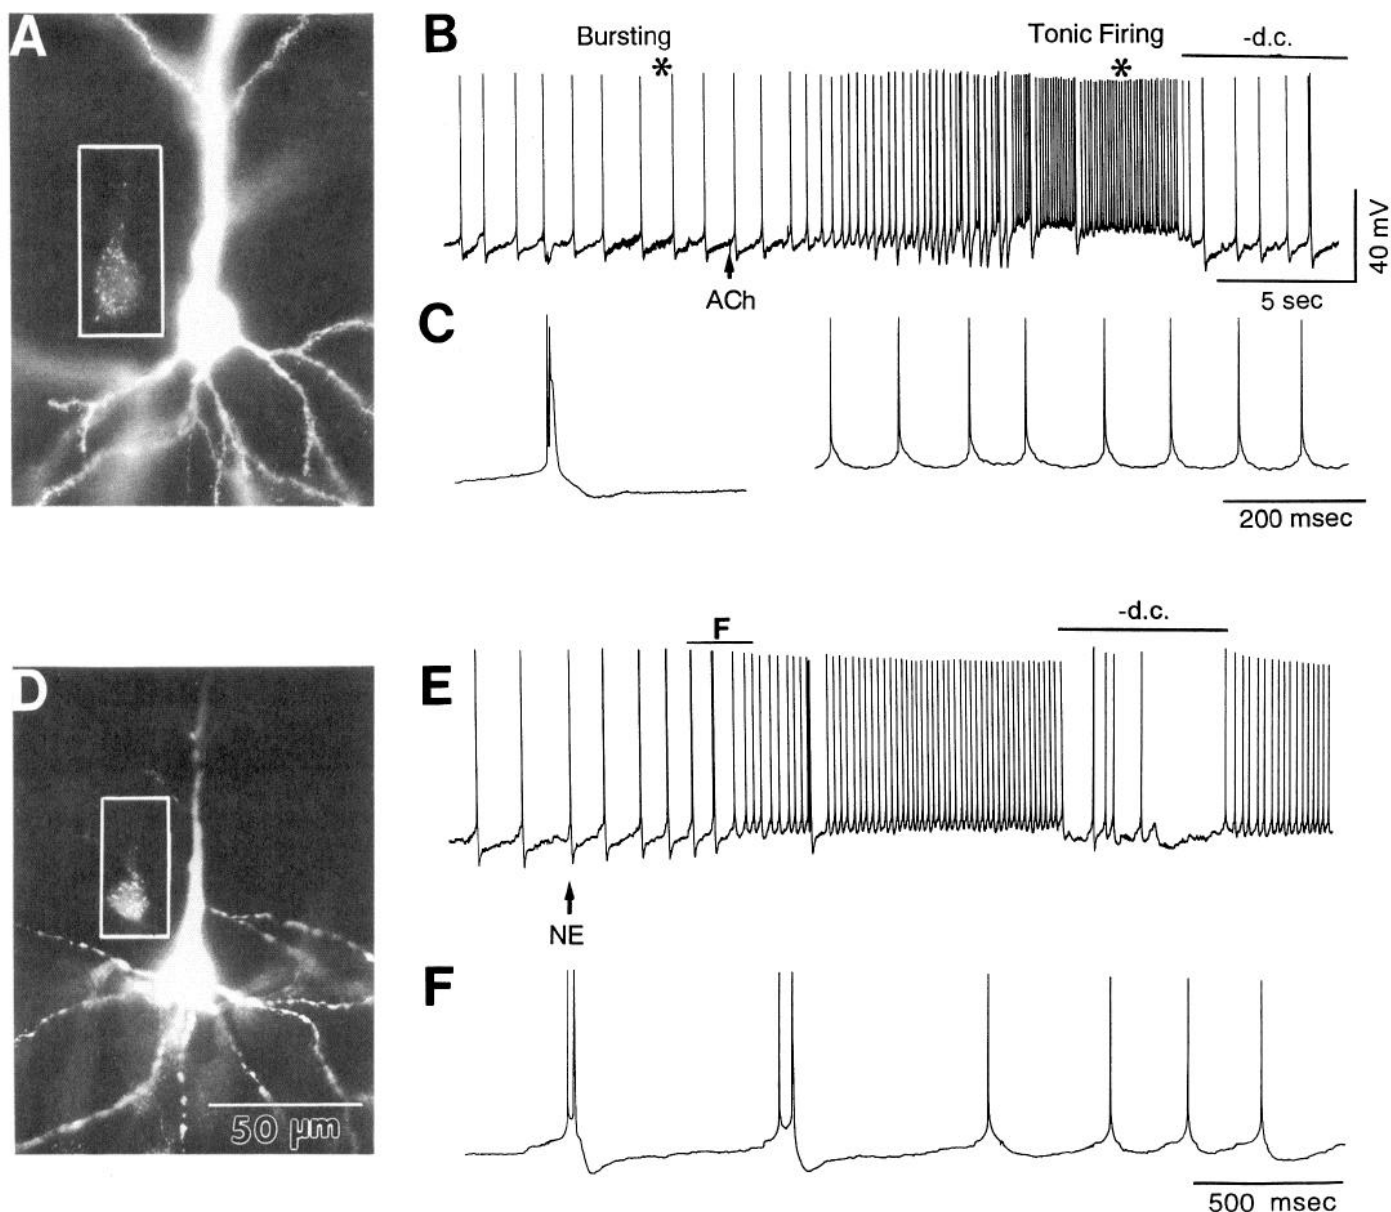 A
B
Bursting
*
Tonic Firing
*
-d.c.
40 mV
5 sec
ACh
C
200 msec
D
50 µm
E
F
-d.c.
NE
F
500 msec